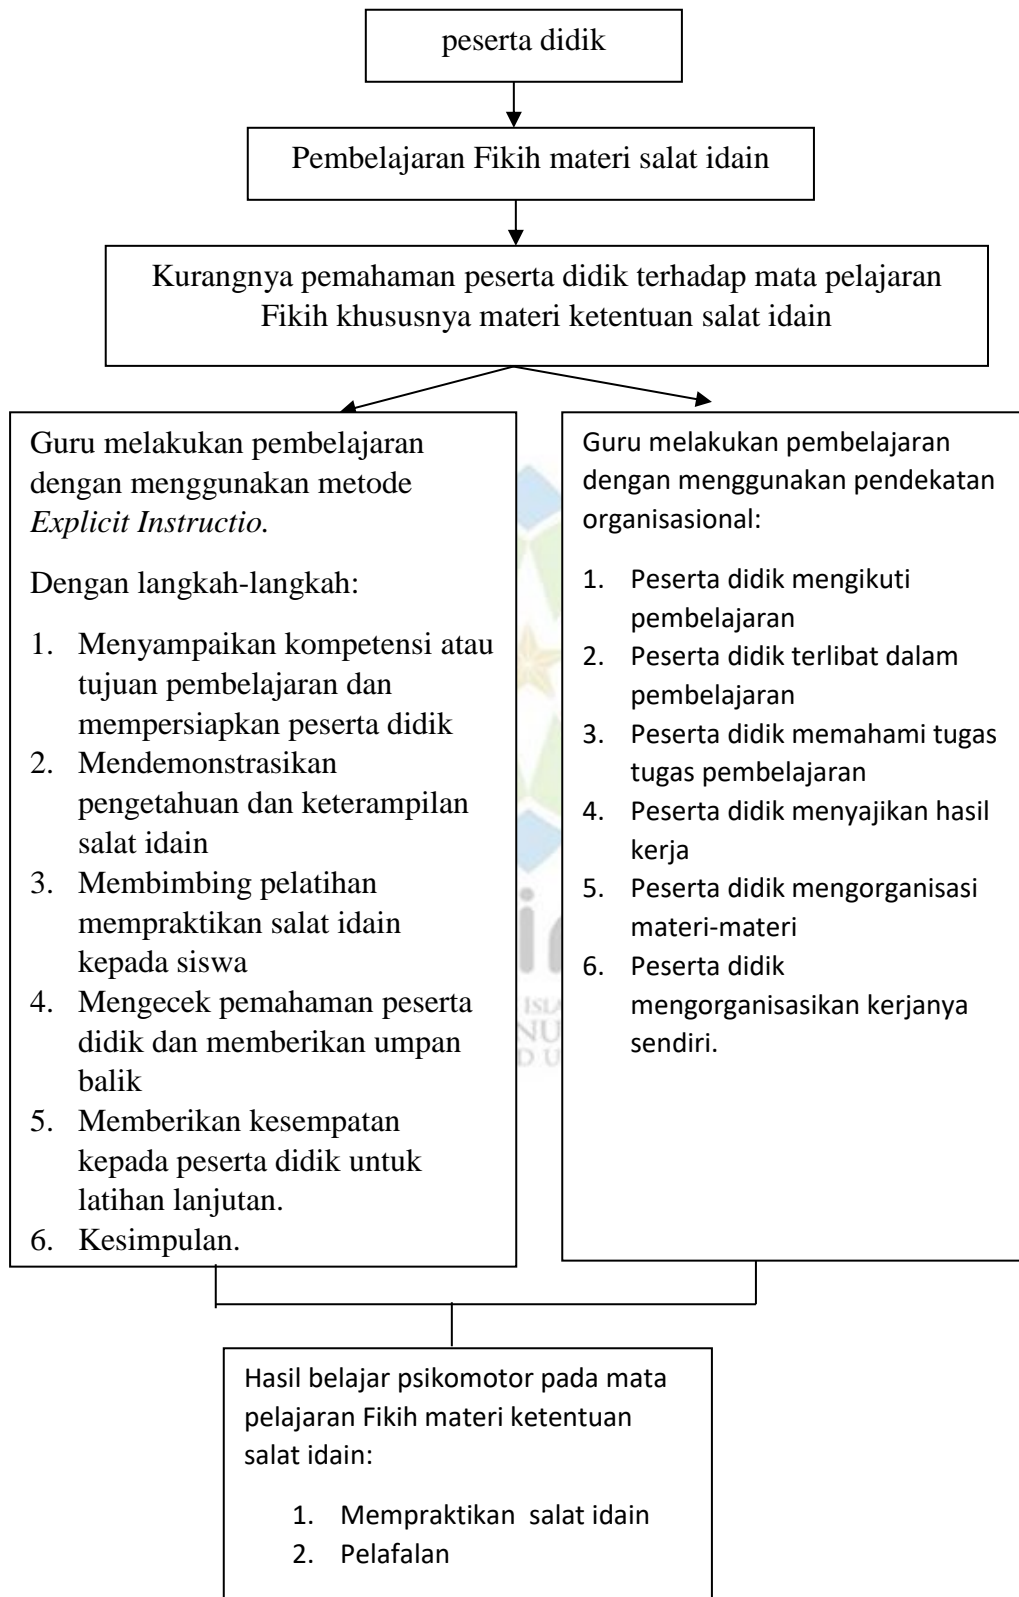 peserta didik
Pembelajaran Fikih materi salat idain
Kurangnya pemahaman peserta didik terhadap mata pelajaran
Fikih khususnya materi ketentuan salat idain
Guru melakukan pembelajaran
dengan menggunakan metode
Explicit Instructio.
Dengan langkah-langkah:
1. Menyampaikan kompetensi atau
tujuan pembelajaran dan
mempersiapkan peserta didik
2. Mendemonstrasikan
pengetahuan dan keterampilan
salat idain
3. Membimbing pelatihan
mempraktikan salat idain
kepada siswa
4. Mengecek pemahaman peserta
didik dan memberikan umpan
balik
5. Memberikan kesempatan
kepada peserta didik untuk
latihan lanjutan.
6. Kesimpulan.
Guru melakukan pembelajaran
dengan menggunakan pendekatan
organisasional:
1. Peserta didik mengikuti
pembelajaran
2. Peserta didik terlibat dalam
pembelajaran
3. Peserta didik memahami tugas
tugas pembelajaran
4. Peserta didik menyajikan hasil
kerja
5. Peserta didik mengorganisasi
materi-materi
6. Peserta didik
mengorganisasikan kerjanya
sendiri.
Hasil belajar psikomotor pada mata
pelajaran Fikih materi ketentuan
salat idain:
1. Mempraktikan salat idain
2. Pelafalan